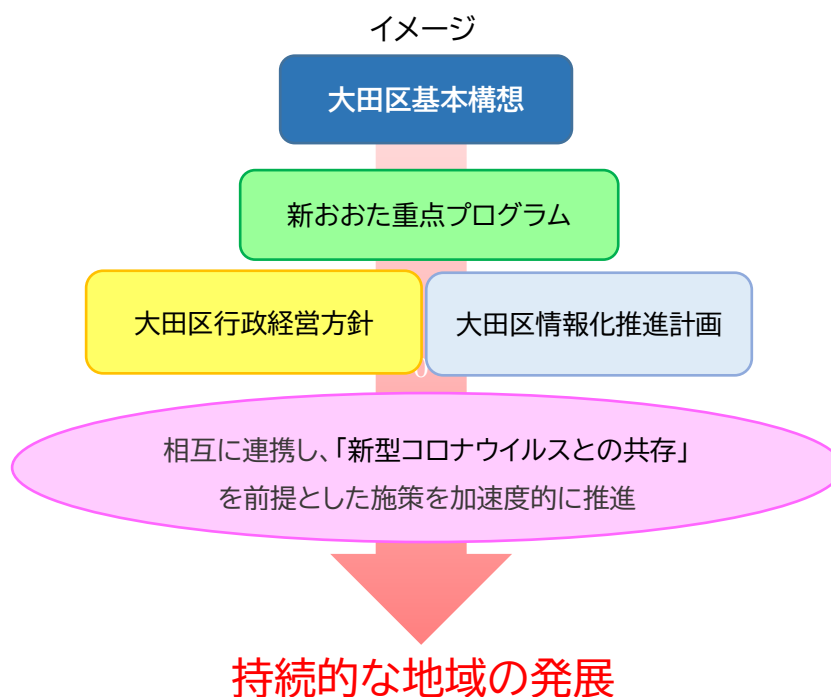 イメージ
大田区基本構想
新おおた重点プログラム
大田区行政経営方針
大田区情報化推進計画
相互に連携し、「新型コロナウイルスとの共存」
を前提とした施策を加速度的に推進
持続的な地域の発展